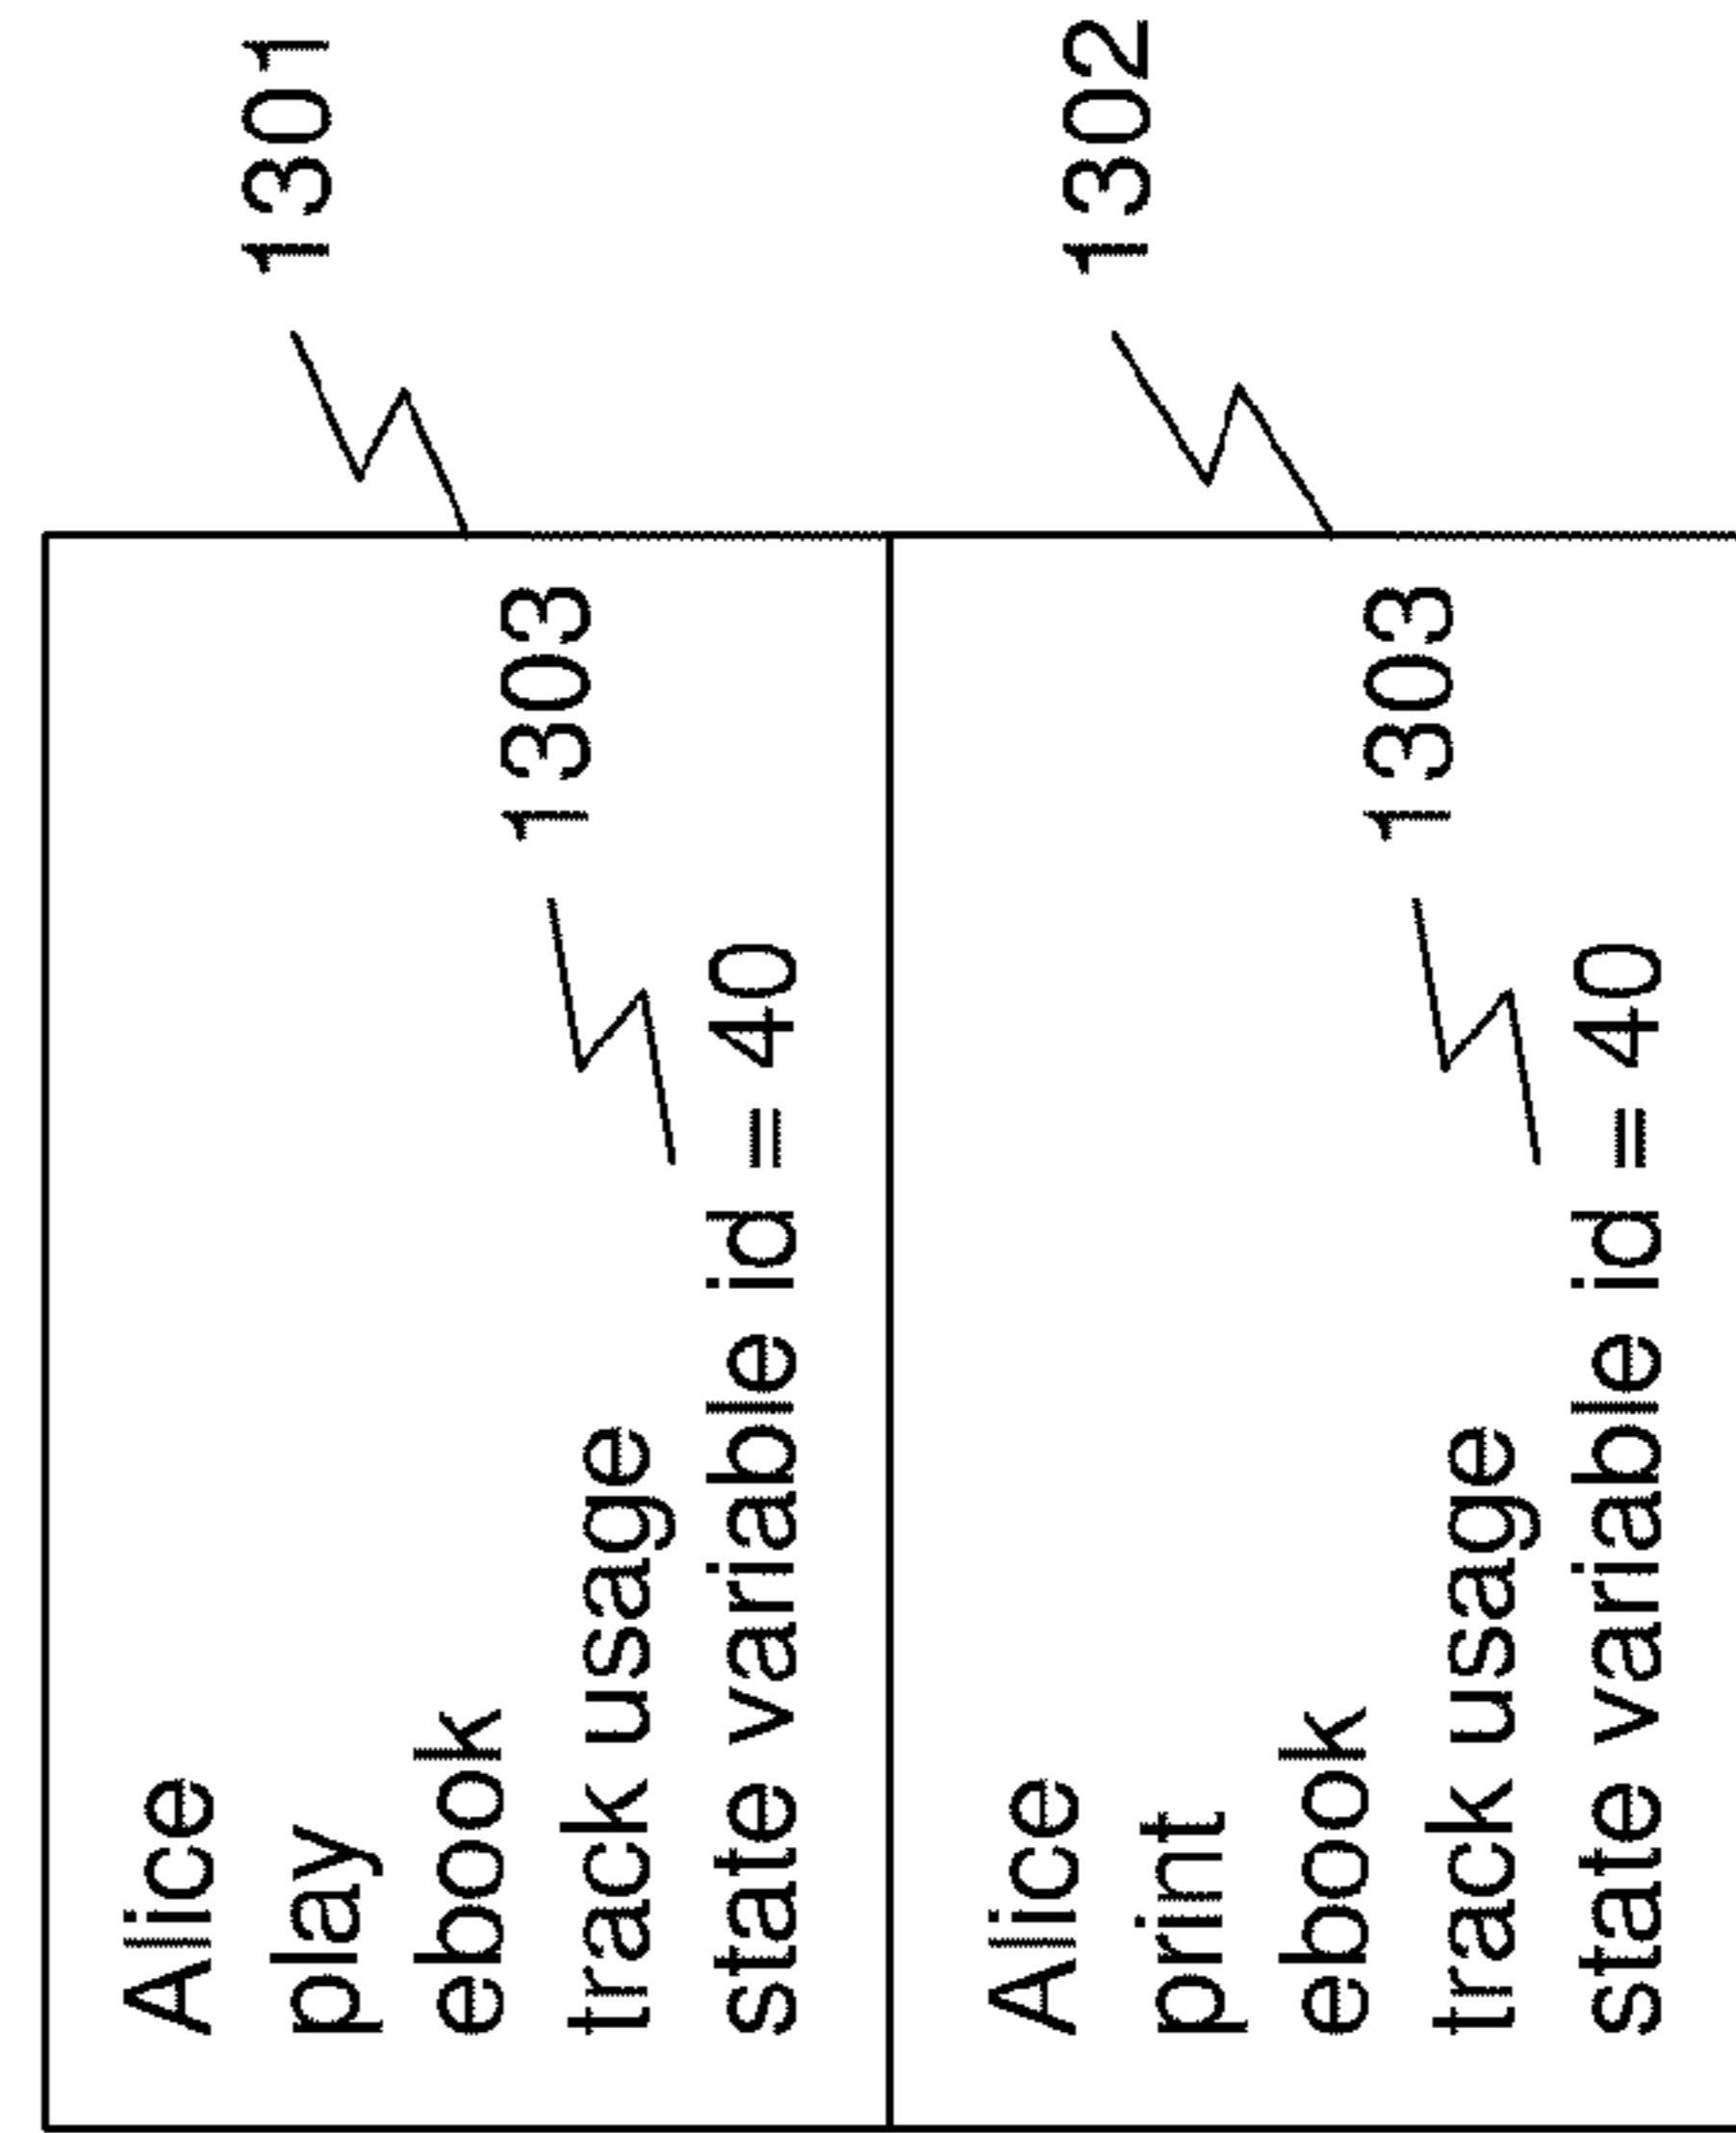 Alice
play
ebook
track usage
state variable id = 40
1303
1301
Alice
print
ebook
track usage
state variable id = 40
1303
1302